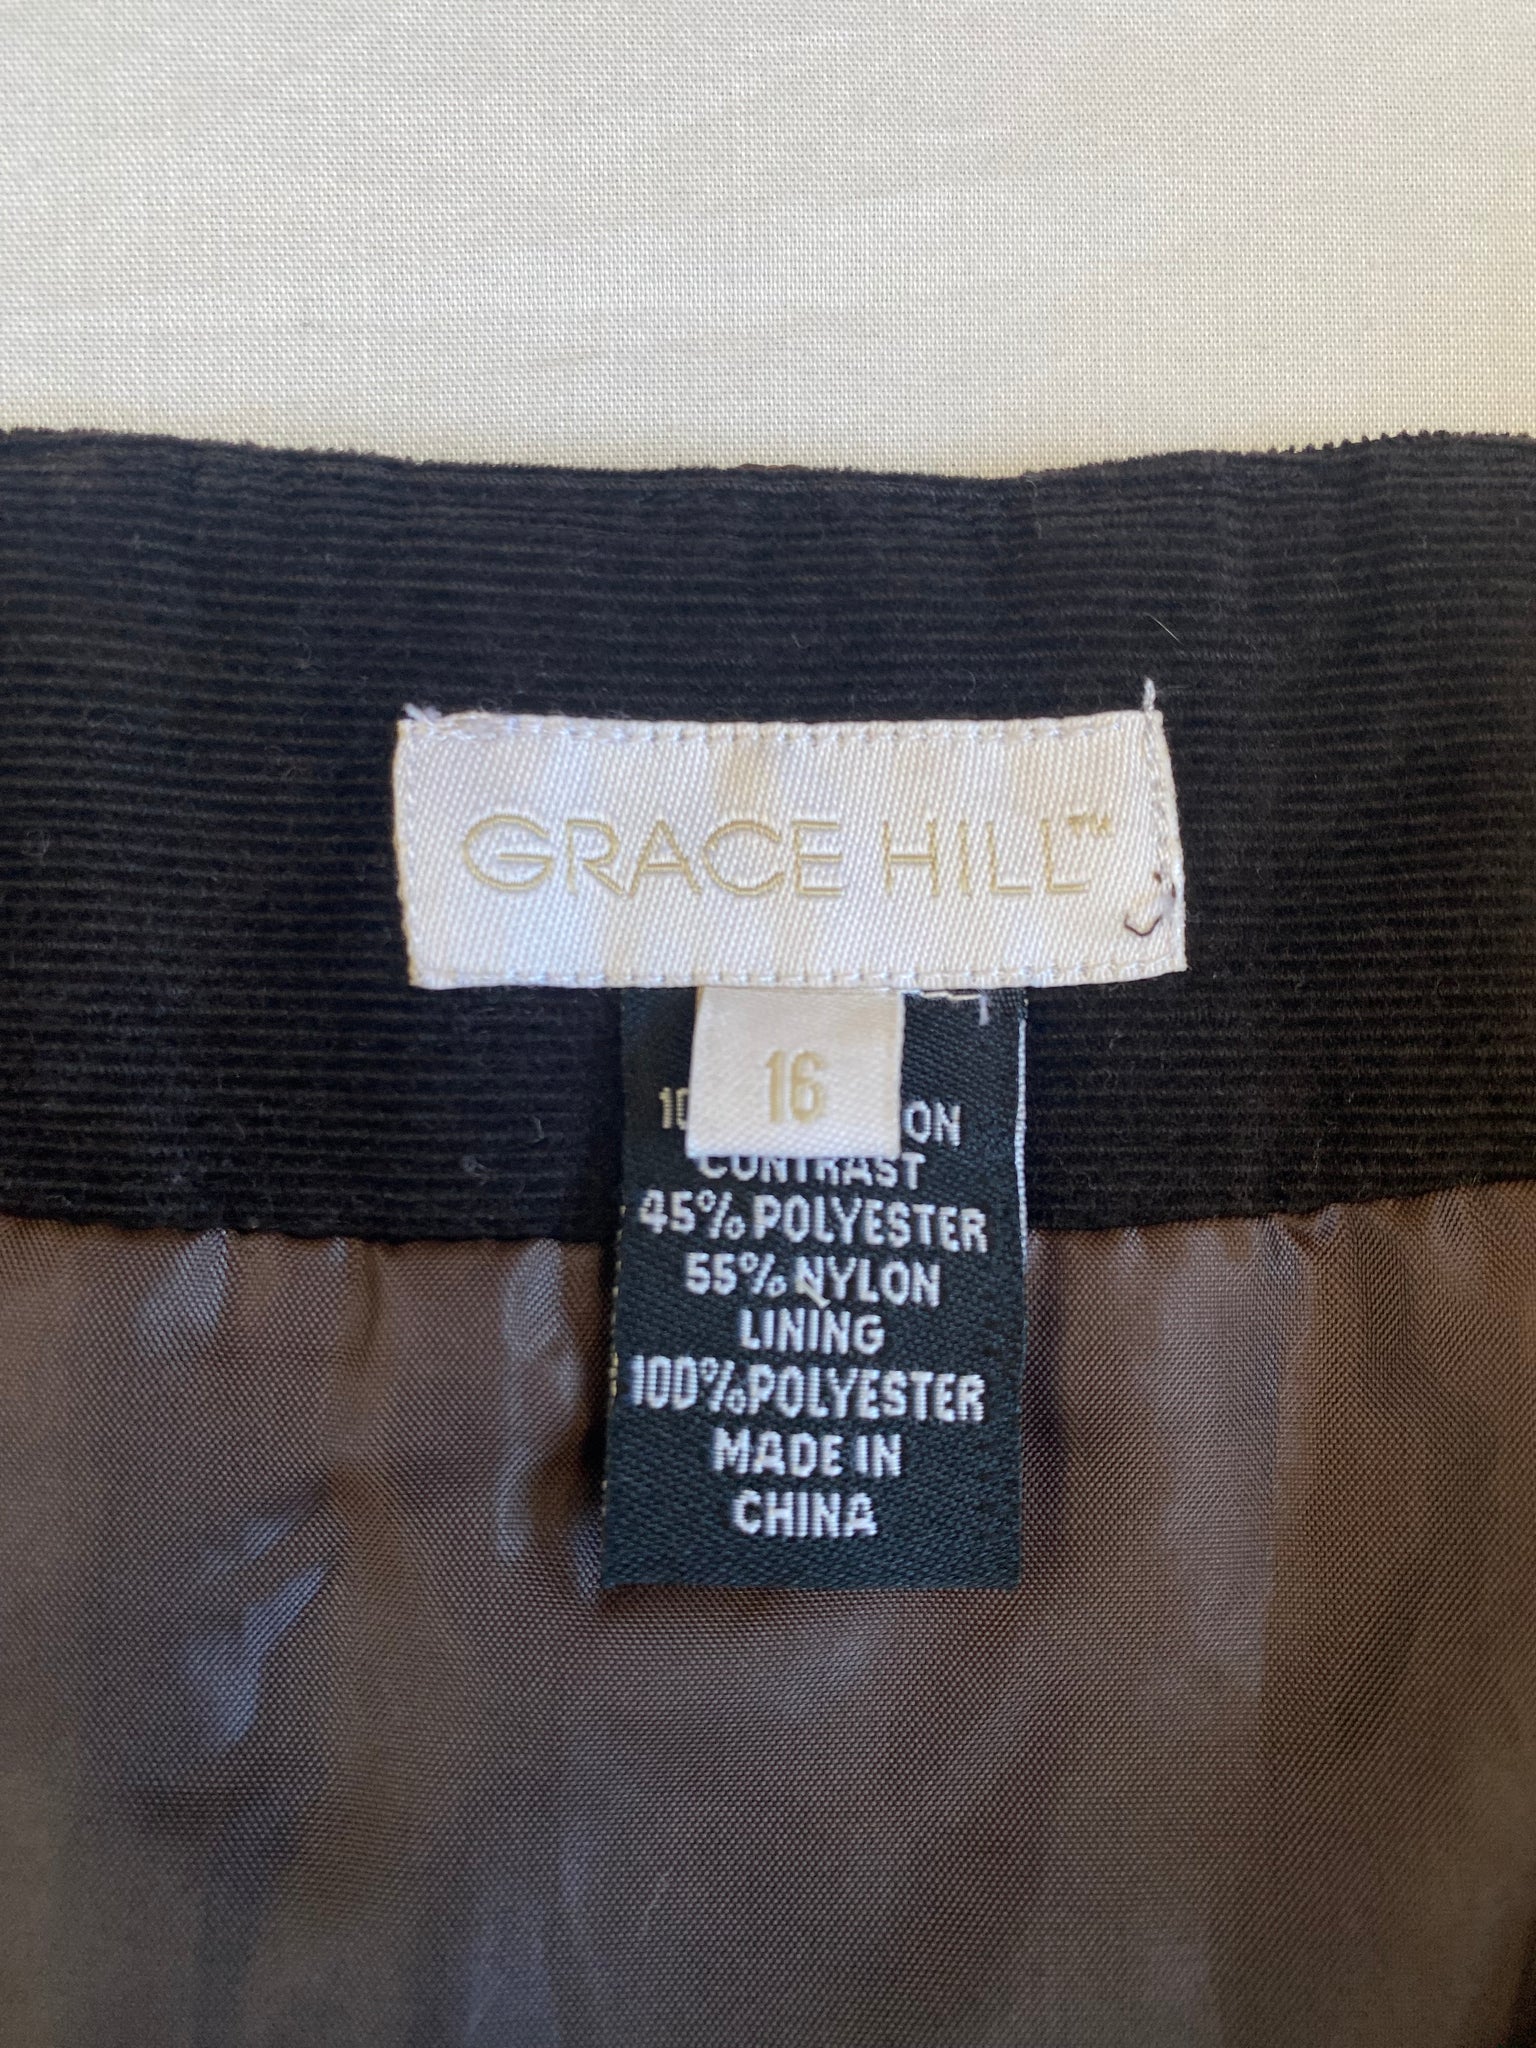 GRACE HILL™
16
CONTRAST
45% POLYESTER
55% NYLON
LINING
100% POLYESTER
MADE IN
CHINA